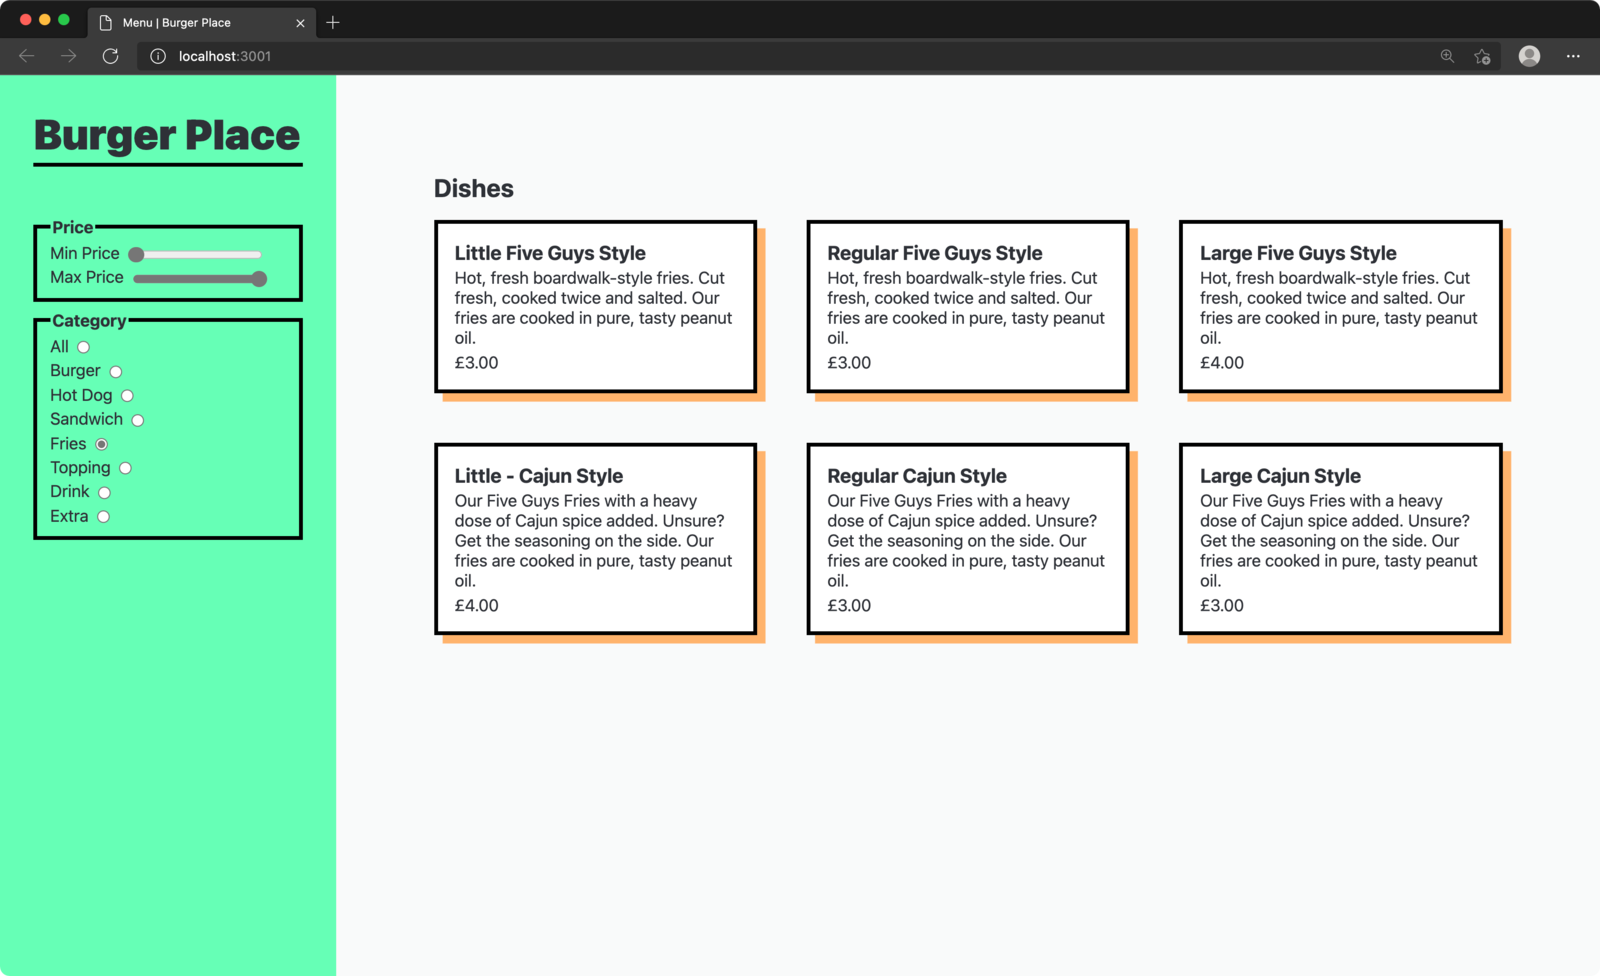 Menu | Burger Place
localhost:3001
Burger Place
Price
Min Price
Max Price
Category
All
Burger
Hot Dog
Sandwich
Fries
Topping
Drink
Extra
Dishes
Little Five Guys Style
Hot, fresh boardwalk-style fries. Cut
fresh, cooked twice and salted. Our
fries are cooked in pure, tasty peanut
oil.
£3.00
Regular Five Guys Style
Hot, fresh boardwalk-style fries. Cut
fresh, cooked twice and salted. Our
fries are cooked in pure, tasty peanut
oil.
£3.00
Large Five Guys Style
Hot, fresh boardwalk-style fries. Cut
fresh, cooked twice and salted. Our
fries are cooked in pure, tasty peanut
oil.
£4.00
Little - Cajun Style
Our Five Guys Fries with a heavy
dose of Cajun spice added. Unsure?
Get the seasoning on the side. Our
fries are cooked in pure, tasty peanut
oil.
£4.00
Regular Cajun Style
Our Five Guys Fries with a heavy
dose of Cajun spice added. Unsure?
Get the seasoning on the side. Our
fries are cooked in pure, tasty peanut
oil.
£3.00
Large Cajun Style
Our Five Guys Fries with a heavy
dose of Cajun spice added. Unsure?
Get the seasoning on the side. Our
fries are cooked in pure, tasty peanut
oil.
£3.00